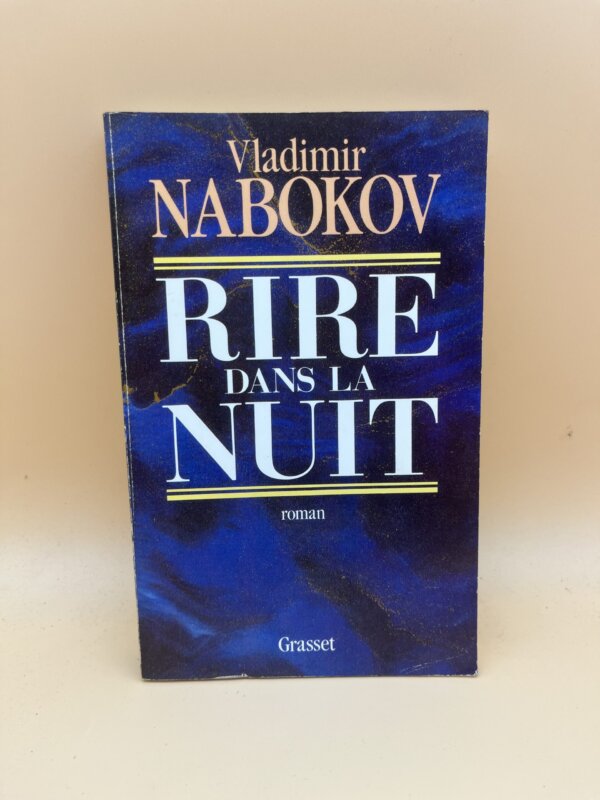 Vladimir
NABOKOV
RIRE
DANS LA
NUIT
roman
Grasset